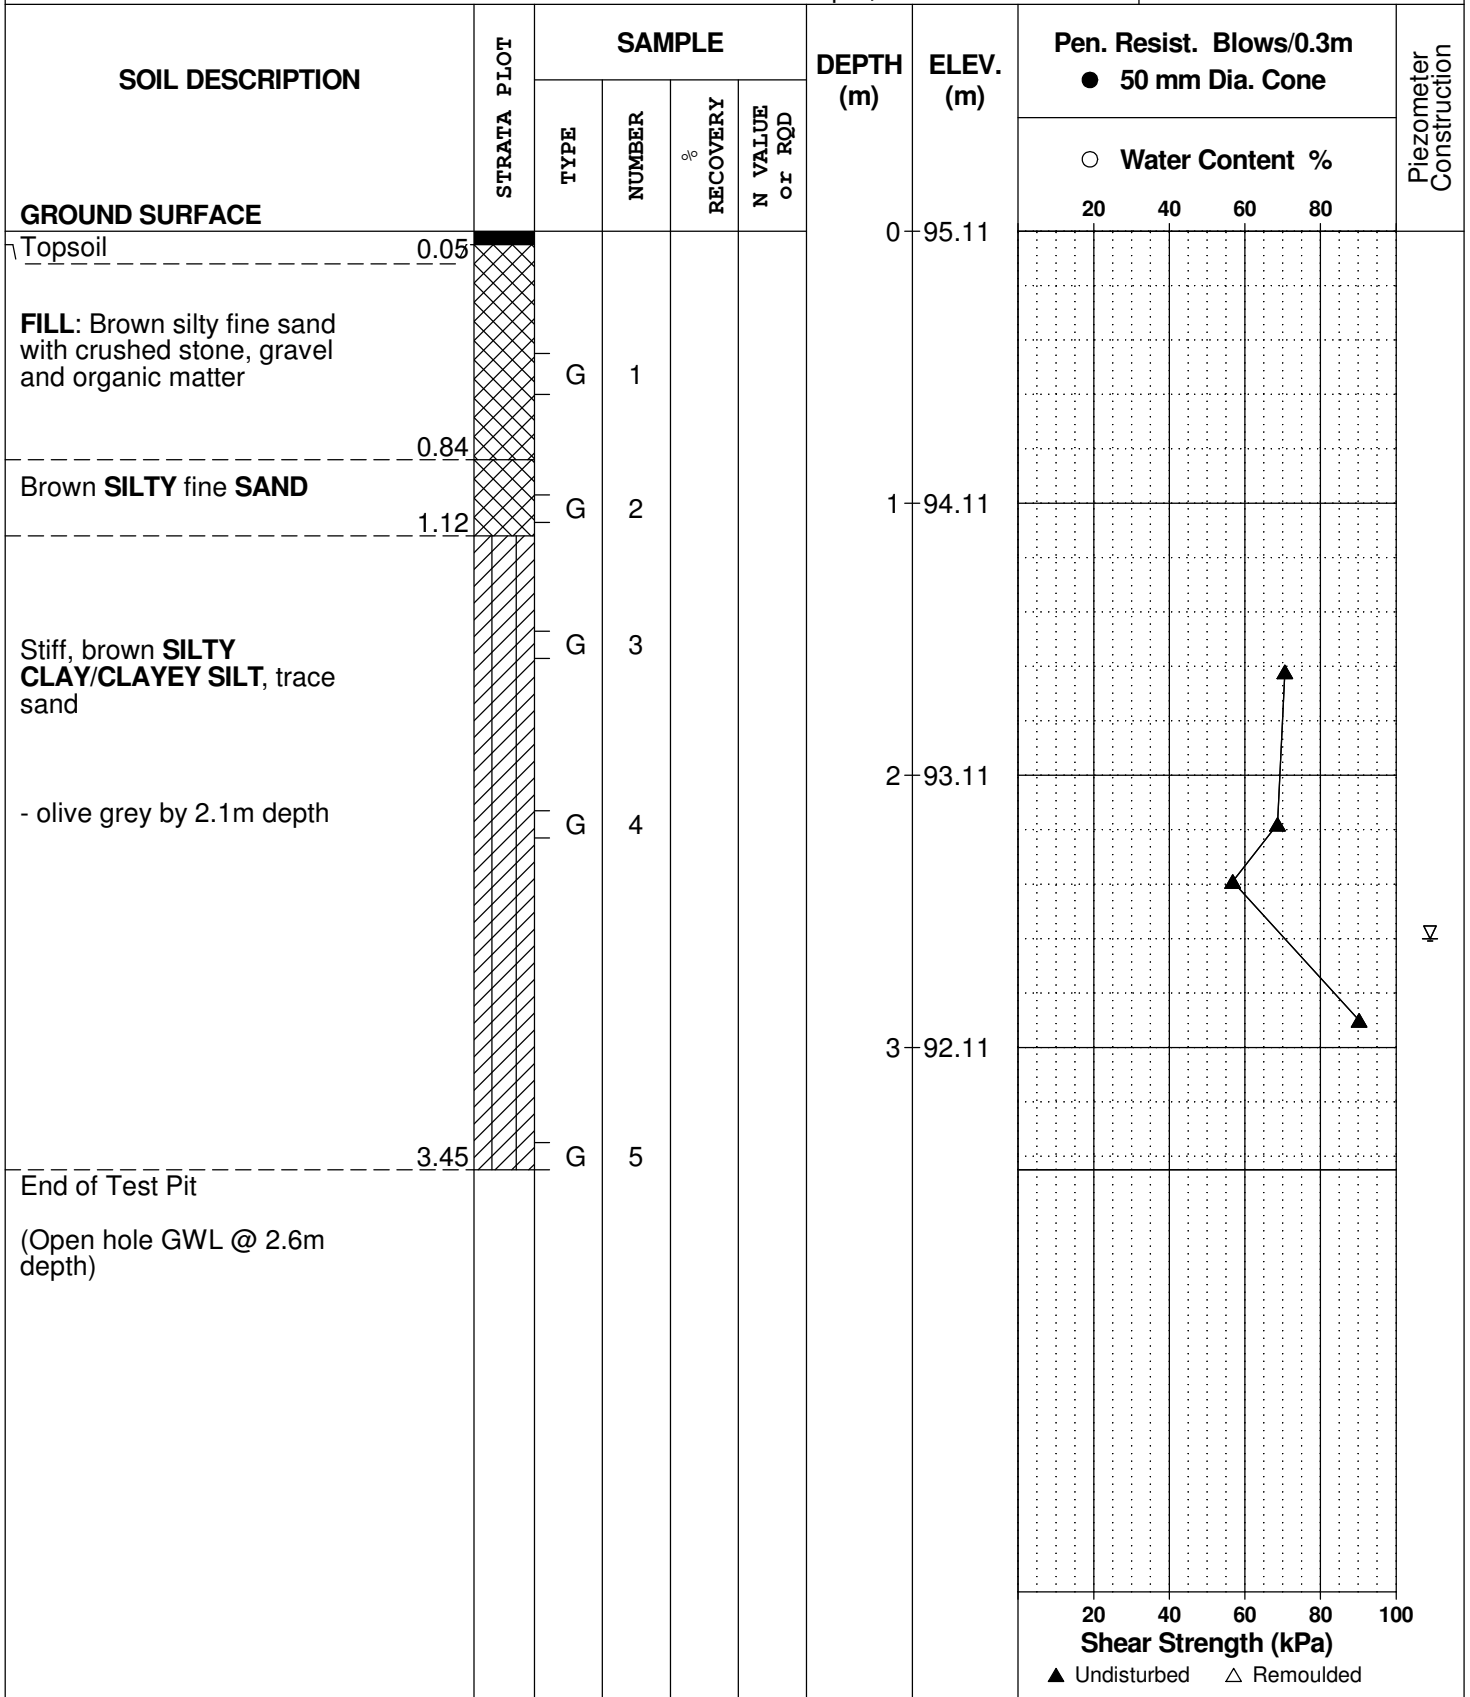 SOIL DESCRIPTION
STRATA PLOT
SAMPLE
TYPE
NUMBER
% RECOVERY
N VALUE or RQD
DEPTH (m)
ELEV. (m)
Pen. Resist. Blows/0.3m
● 50 mm Dia. Cone
○ Water Content %
20 40 60 80
Piezometer Construction
GROUND SURFACE
0 95.11
Topsoil 0.05
FILL: Brown silty fine sand
with crushed stone, gravel
and organic matter
G 1
0.84
Brown SILTY fine SAND
G 2
1 94.11
1.12
Stiff, brown SILTY
CLAY/CLAYEY SILT, trace
sand
G 3
2 93.11
- olive grey by 2.1m depth
G 4
3 92.11
3.45
G 5
End of Test Pit
(Open hole GWL @ 2.6m
depth)
20 40 60 80 100
Shear Strength (kPa)
▲ Undisturbed △ Remoulded